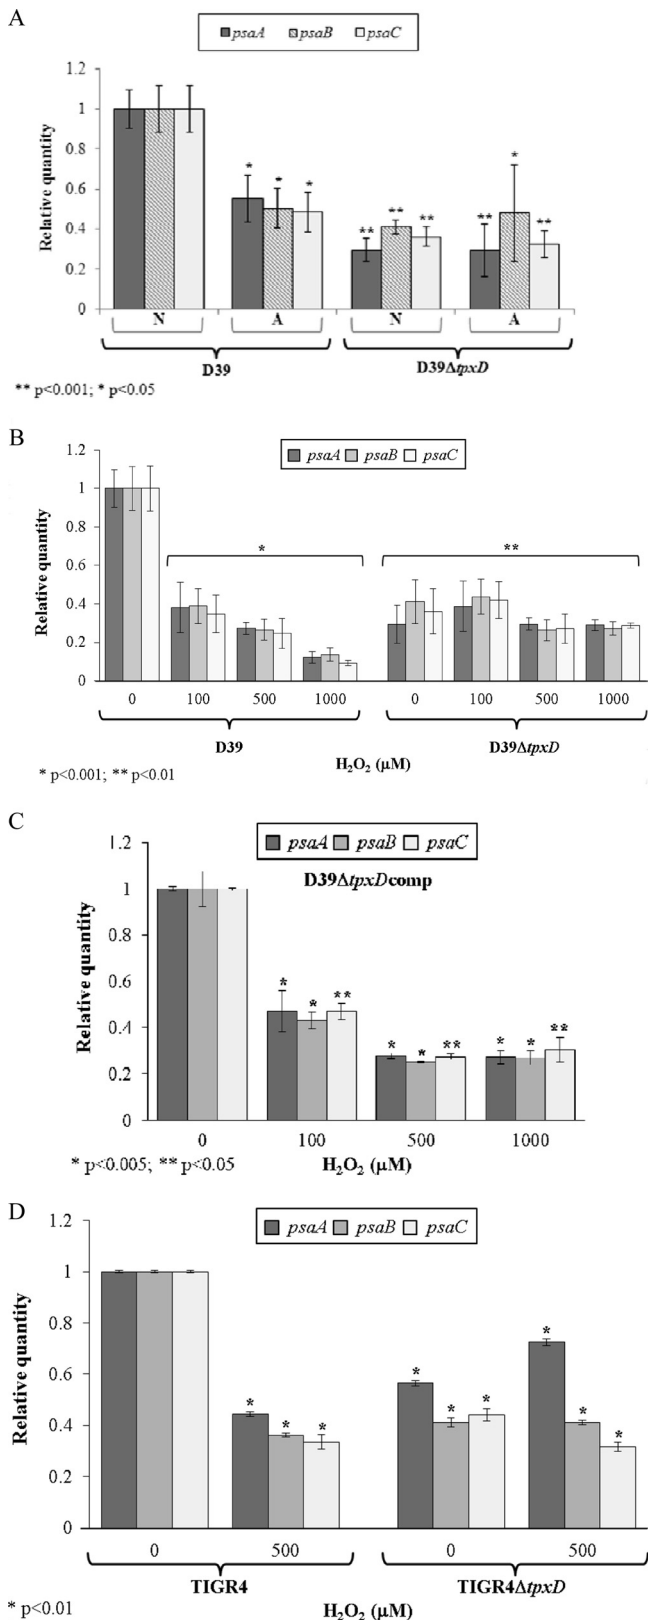 A
psaA psaB psaC
1.2
1
0.8
0.6
0.4
0.2
0
Relative quantity
* * *
** ** **
** * **
N A N A
D39 D39ΔtpxD
** p<0.001; * p<0.05
B
psaA psaB psaC
1.2
1
0.8
0.6
0.4
0.2
0
Relative quantity
* **
0 100 500 1000 0 100 500 1000
D39 D39ΔtpxD
H2O2 (μM)
* p<0.001; ** p<0.01
C
psaA psaB psaC
D39ΔtpxDcomp
1.2
1
0.8
0.6
0.4
0.2
0
Relative quantity
* * **
* * **
* * **
0 100 500 1000
* p<0.005; ** p<0.05 H2O2 (μM)
D
psaA psaB psaC
1.2
1
0.8
0.6
0.4
0.2
0
Relative quantity
* * *
* * *
* * *
0 500 0 500
TIGR4 TIGR4ΔtpxD
* p<0.01 H2O2 (μM)